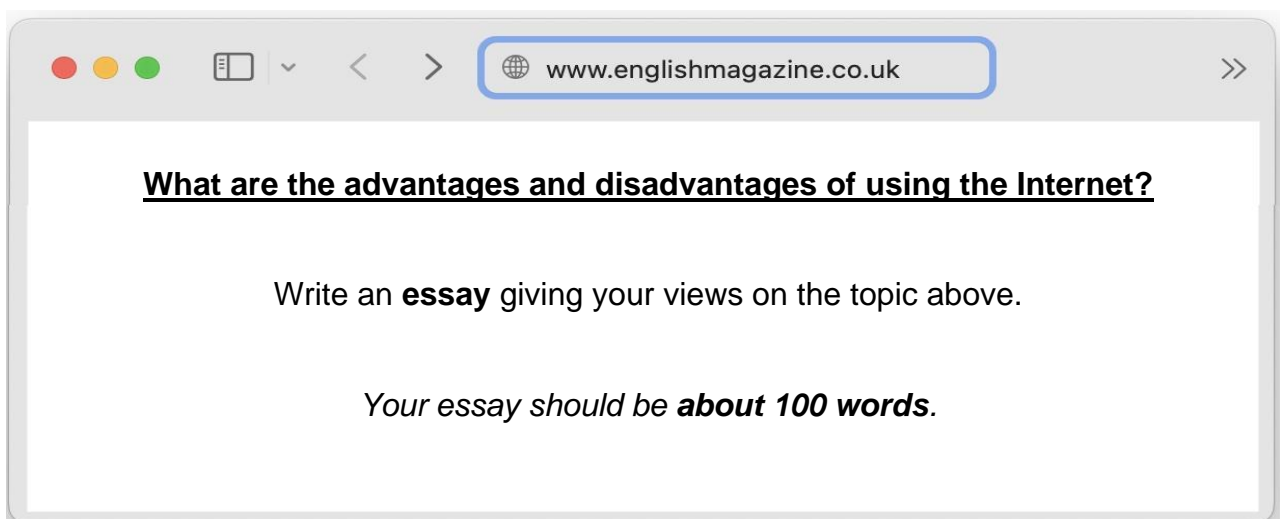 www.englishmagazine.co.uk
What are the advantages and disadvantages of using the Internet?
Write an essay giving your views on the topic above.
Your essay should be about 100 words.